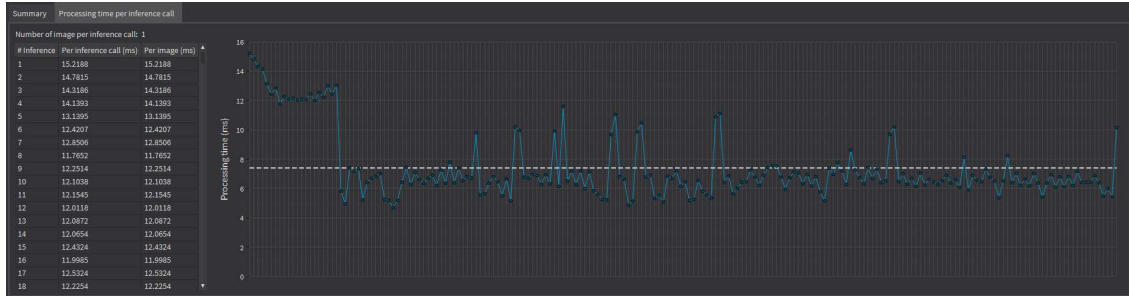 Summary Processing time per inference call
Number of image per inference call: 1
# Inference Per inference call (ms) Per image (ms)
1 15.2188 15.2188
2 14.7815 14.7815
3 14.3186 14.3186
4 14.1393 14.1393
5 13.1395 13.1395
6 12.4207 12.4207
7 12.8506 12.8506
8 11.7652 11.7652
9 12.2514 12.2514
10 12.1038 12.1038
11 12.1545 12.1545
12 12.0118 12.0118
13 12.0872 12.0872
14 12.0654 12.0654
15 12.4324 12.4324
16 11.9985 11.9985
17 12.5324 12.5324
18 12.2254 12.2254
Processing time (ms)
16
14
12
10
8
6
4
2
0